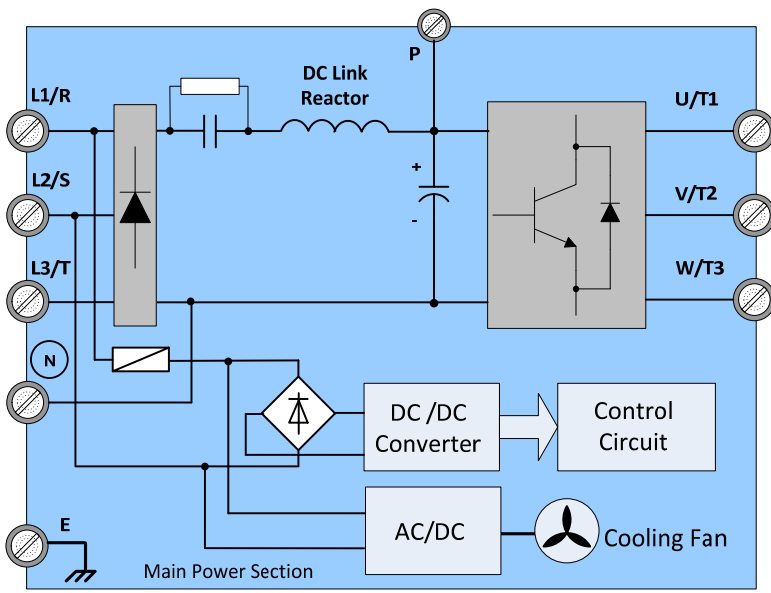 P
L1/R
DC Link
Reactor
U/T1
+
L2/S
V/T2
-
L3/T
W/T3
N
DC /DC
Converter
Control
Circuit
E
AC/DC
Cooling Fan
Main Power Section